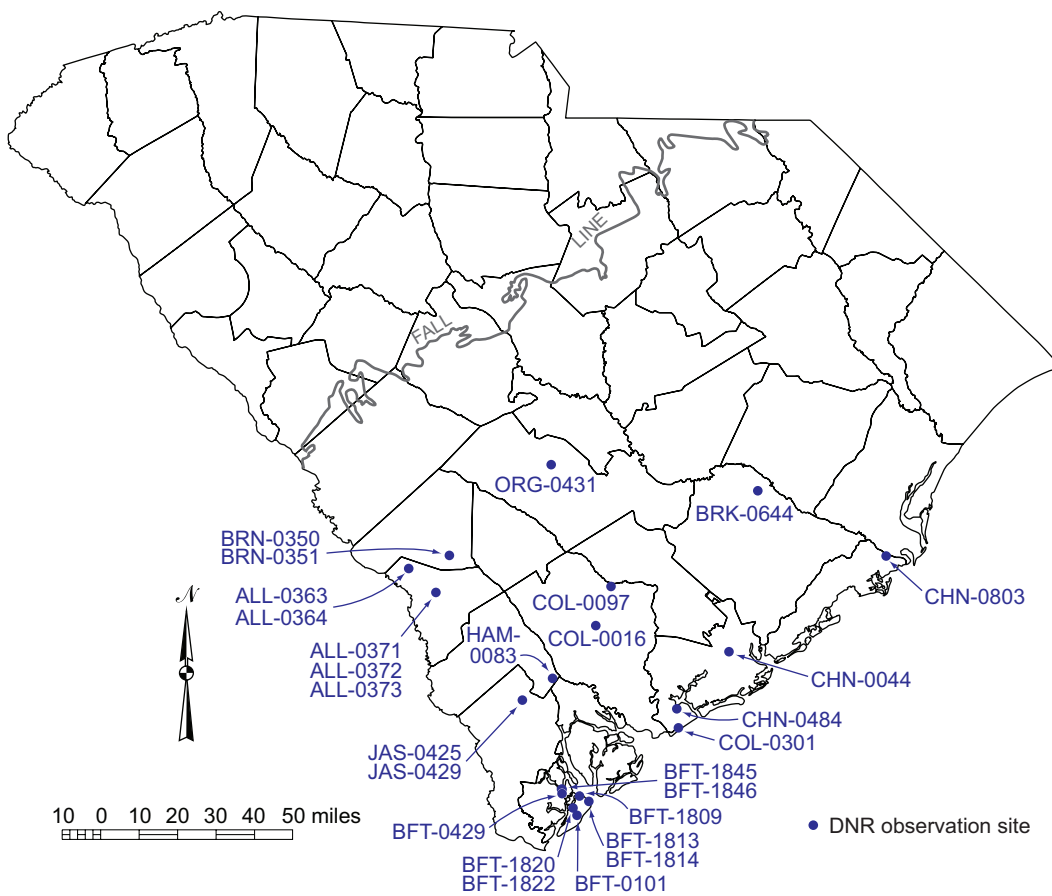 LINE
FALL
ORG-0431
BRK-0644
BRN-0350
BRN-0351
ALL-0363
ALL-0364
COL-0097
CHN-0803
N
HAM-
0083
COL-0016
ALL-0371
ALL-0372
ALL-0373
CHN-0044
CHN-0484
COL-0301
JAS-0425
JAS-0429
BFT-1845
BFT-1846
10 0 10 20 30 40 50 miles
BFT-1809
DNR observation site
BFT-0429
BFT-1813
BFT-1814
BFT-1820
BFT-1822
BFT-0101